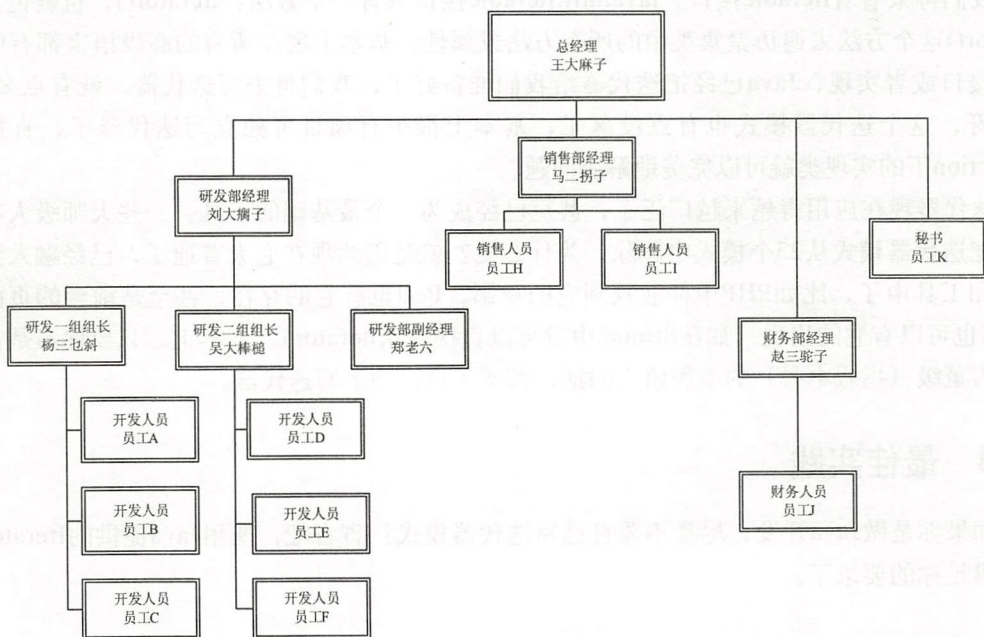 总经理
王大麻子
销售部经理
马二拐子
研发部经理
刘大瘸子
销售人员
员工H
销售人员
员工I
秘书
员工K
研发一组组长
杨三乜斜
研发二组组长
吴大棒槌
研发部副经理
郑老六
财务部经理
赵三驼子
开发人员
员工A
开发人员
员工D
开发人员
员工B
开发人员
员工E
财务人员
员工J
开发人员
员工C
开发人员
员工F